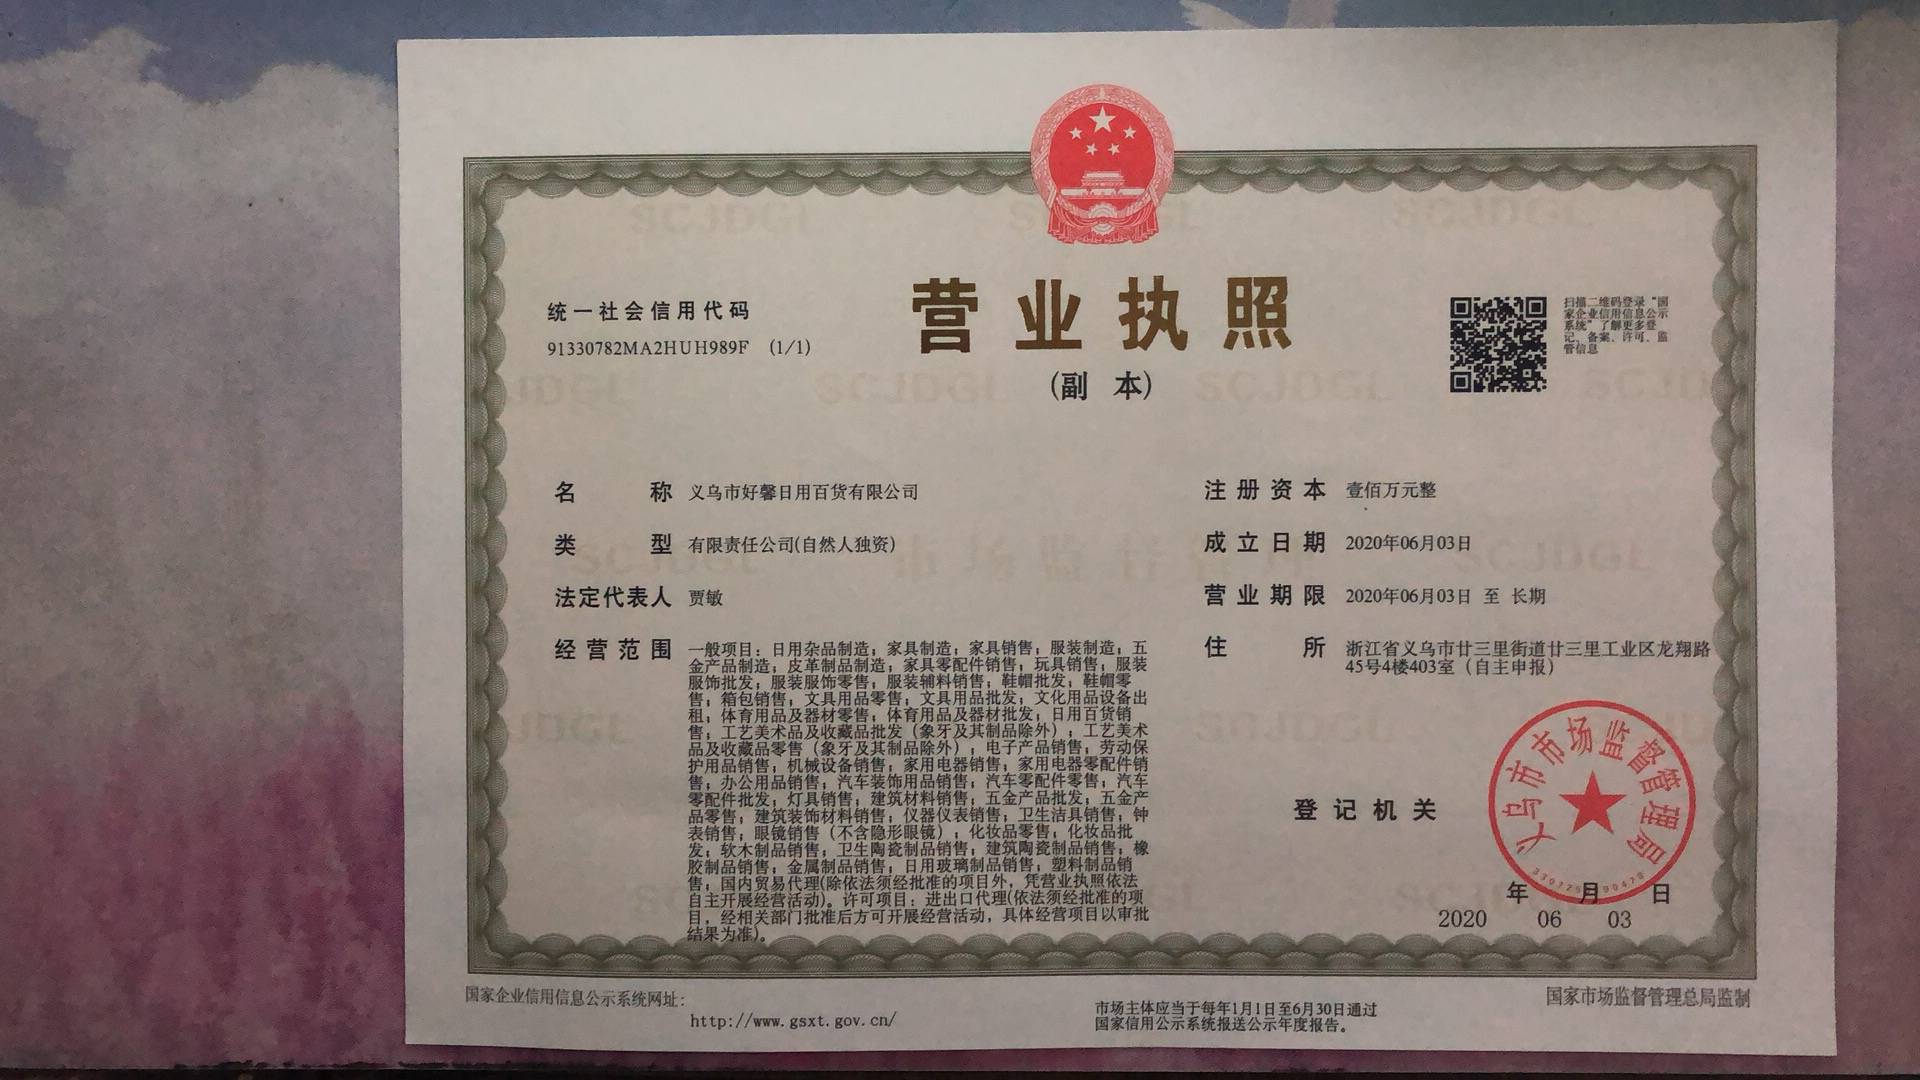 统一社会信用代码
91330782MA2HUH989F (1/1)
营业执照
(副 本)
扫描二维码登录“国
家企业信用信息公示
系统”了解更多登
记、备案、许可、监
管信息
名 称 义乌市好馨日用百货有限公司
类 型 有限责任公司(自然人独资)
法定代表人 贾敏
经营范围 一般项目：日用杂品制造；家具制造；家具销售；服装制造；五
金产品制造；皮革制品制造；家具零配件销售；玩具销售；服装
服饰批发；服装服饰零售；服装辅料销售；鞋帽批发；鞋帽零
售；箱包销售；文具用品零售；文具用品批发；文化用品设备出
租；体育用品及器材零售；体育用品及器材批发；日用百货销
售；工艺美术品及收藏品批发（象牙及其制品除外）；工艺美术
品及收藏品零售（象牙及其制品除外）；电子产品销售；劳动保
护用品销售；机械设备销售；家用电器销售；家用电器零配件销
售；办公用品销售；汽车装饰用品销售；汽车零配件零售；汽车
零配件批发；灯具销售；建筑材料销售；五金产品批发；五金产
品零售；建筑装饰材料销售；仪器仪表销售；卫生洁具销售；钟
表销售；眼镜销售（不含隐形眼镜）；化妆品零售；化妆品批
发；软木制品销售；卫生陶瓷制品销售；建筑陶瓷制品销售；橡
胶制品销售；金属制品销售；日用玻璃制品销售；塑料制品销
售；国内贸易代理(除依法须经批准的项目外，凭营业执照依法
自主开展经营活动)。许可项目：进出口代理(依法须经批准的项
目，经相关部门批准后方可开展经营活动，具体经营项目以审批
结果为准)。
注册资本 壹佰万元整
成立日期 2020年06月03日
营业期限 2020年06月03日 至 长期
住 所 浙江省义乌市廿三里街道廿三里工业区龙翔路
45号4楼403室（自主申报）
登记机关
义乌市市场监督管理局
年 月 日
2020 06 03
国家企业信用信息公示系统网址：
http://www.gsxt.gov.cn/
市场主体应当于每年1月1日至6月30日通过
国家信用公示系统报送公示年度报告。
国家市场监督管理总局监制